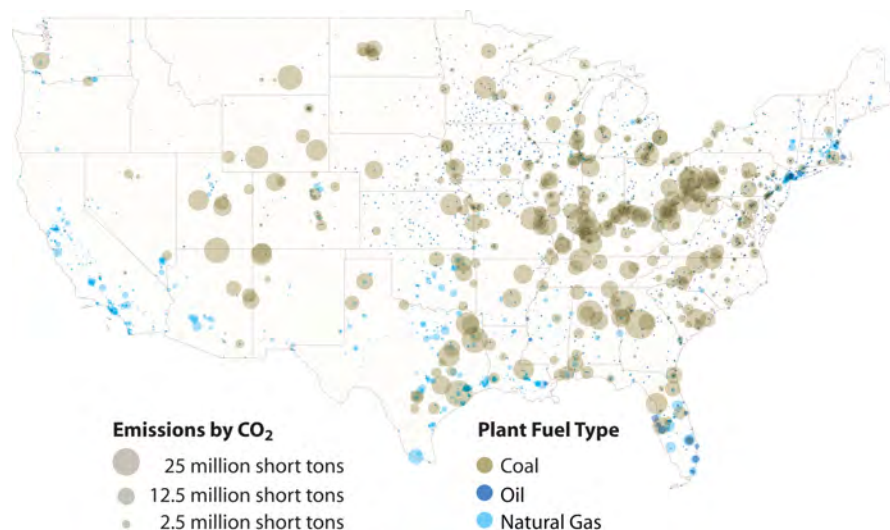 Emissions by CO₂
25 million short tons
12.5 million short tons
2.5 million short tons
Plant Fuel Type
Coal
Oil
Natural Gas